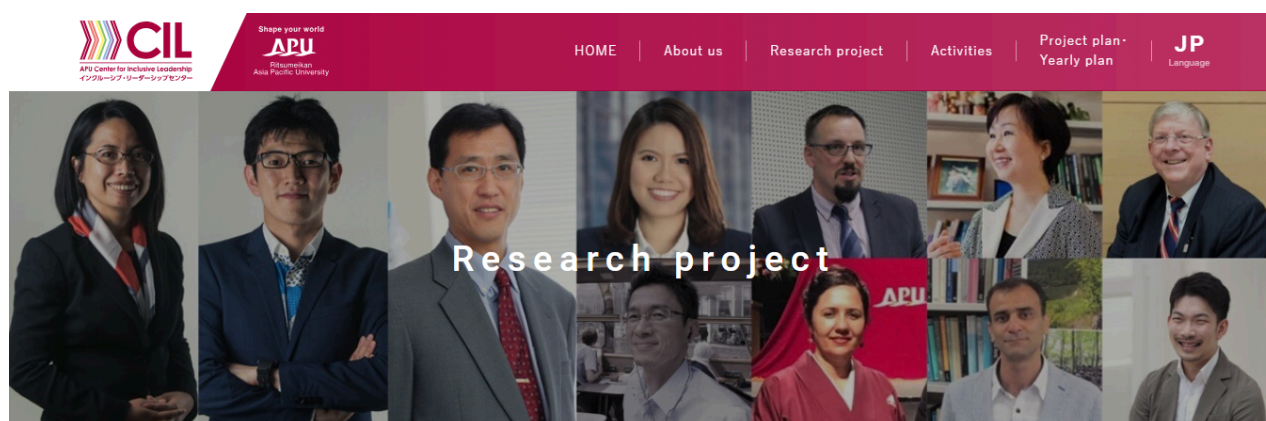 CIL
APU Center for Inclusive Leadership
インクルーシブ・リーダーシップセンター
Shape your world
APU
Ritsumeikan
Asia Pacific University
HOME
About us
Research project
Activities
Project plan・
Yearly plan
JP
Language
Research project
APU